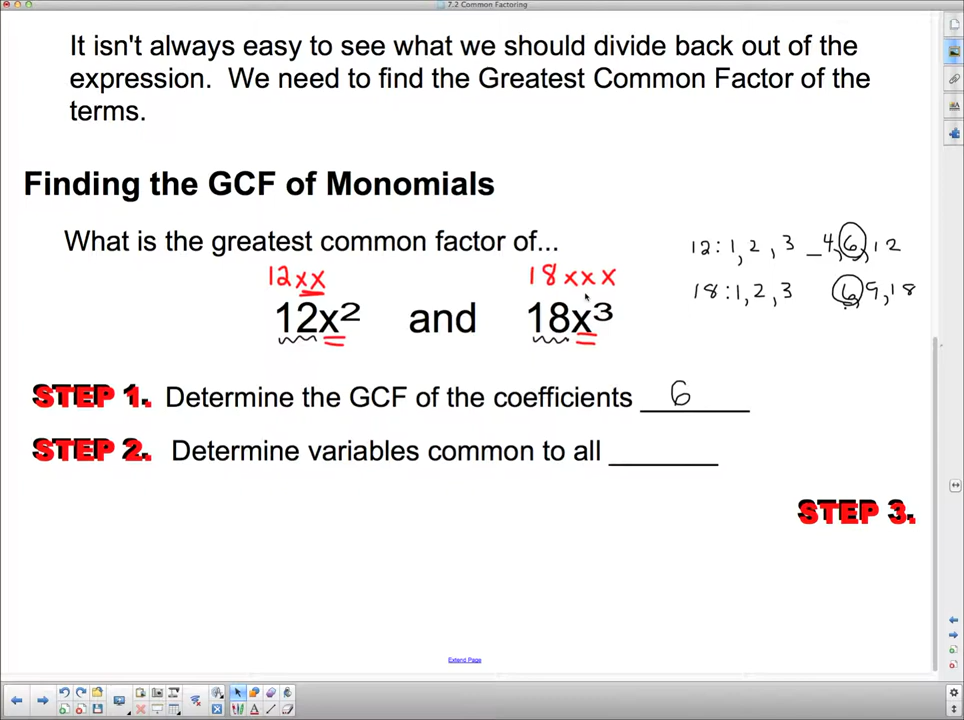 7.2 Common Factoring
It isn't always easy to see what we should divide back out of the
expression. We need to find the Greatest Common Factor of the
terms.
Finding the GCF of Monomials
What is the greatest common factor of...
12xx 18xxx
12x² and 18x³
12:1, 2, 3 _4,6,12
18:1, 2, 3 6,9,18
STEP 1. Determine the GCF of the coefficients ______ 6
STEP 2. Determine variables common to all ______
STEP 3.
Extend Page